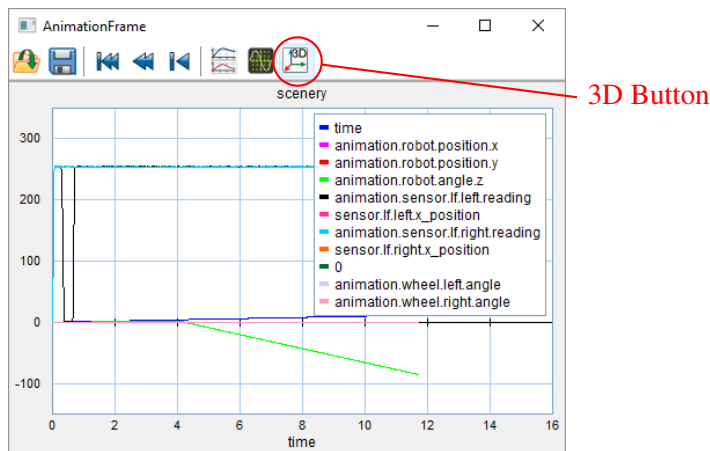 AnimationFrame
3D
3D Button
scenery
300
200
100
0
-100
time
animation.robot.position.x
animation.robot.position.y
animation.robot.angle.z
animation.sensor.lf.left.reading
sensor.lf.left.x_position
animation.sensor.lf.right.reading
sensor.lf.right.x_position
0
animation.wheel.left.angle
animation.wheel.right.angle
0 2 4 6 8 10 12 14 16
time